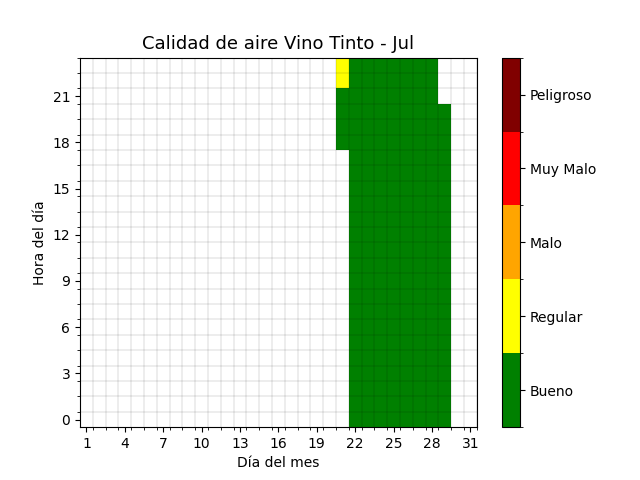 Calidad de aire Vino Tinto - Jul
Hora del día
21
18
15
12
9
6
3
0
1 4 7 10 13 16 19 22 25 28 31
Día del mes
Peligroso
Muy Malo
Malo
Regular
Bueno